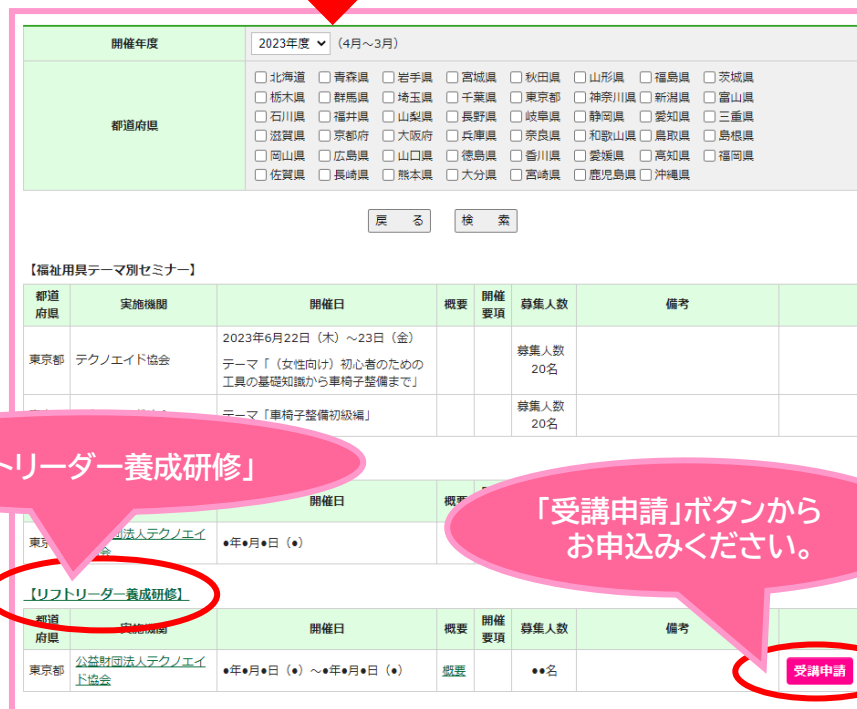 開催年度 2023年度 (4月～3月)
都道府県
北海道 青森県 岩手県 宮城県 秋田県 山形県 福島県 茨城県
栃木県 群馬県 埼玉県 千葉県 東京都 神奈川県 新潟県 富山県
石川県 福井県 山梨県 長野県 岐阜県 静岡県 愛知県 三重県
滋賀県 京都府 大阪府 兵庫県 奈良県 和歌山県 鳥取県 島根県
岡山県 広島県 山口県 徳島県 香川県 愛媛県 高知県 福岡県
佐賀県 長崎県 熊本県 大分県 宮崎県 鹿児島県 沖縄県
戻 る 検 索
【福祉用具テーマ別セミナー】
都道府県 実施機関 開催日 概要 開催要項 募集人数 備考
2023年6月22日（木）～23日（金）
東京都 テクノエイド協会
テーマ「（女性向け）初心者のための
工具の基礎知識から車椅子整備まで」
募集人数
20名
テーマ「車椅子整備初級編」
募集人数
20名
トリーダー養成研修」
開催日
団法人テクノエイ
●年●月●日（●）
「受講申請」ボタンから
お申込みください。
【リフトリーダー養成研修】
都道府県 実施機関 開催日 概要 開催要項 募集人数 備考
東京都 公益財団法人テクノエイ
ド協会
●年●月●日（●）～●年●月●日（●） 概要 ●●名 受講申請